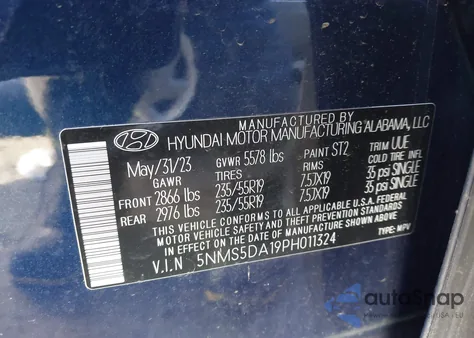 MANUFACTURED BY
HYUNDAI MOTOR MANUFACTURING ALABAMA, LLC
May/31/23 GVWR 5578 lbs PAINT ST2 TRIM UUE
GAWR TIRES RIMS COLD TIRE INFL
FRONT 2866 lbs 235/55R19 7.5JX19 35 psi SINGLE
REAR 2976 lbs 235/55R19 7.5JX19 35 psi SINGLE
THIS VEHICLE CONFORMS TO ALL APPLICABLE U.S.A. FEDERAL
MOTOR VEHICLE SAFETY AND THEFT PREVENTION STANDARDS
IN EFFECT ON THE DATE OF MANUFACTURE SHOWN ABOVE
V.I.N 5NMS5DA19PH011324 TYPE: MPV
autoSnap